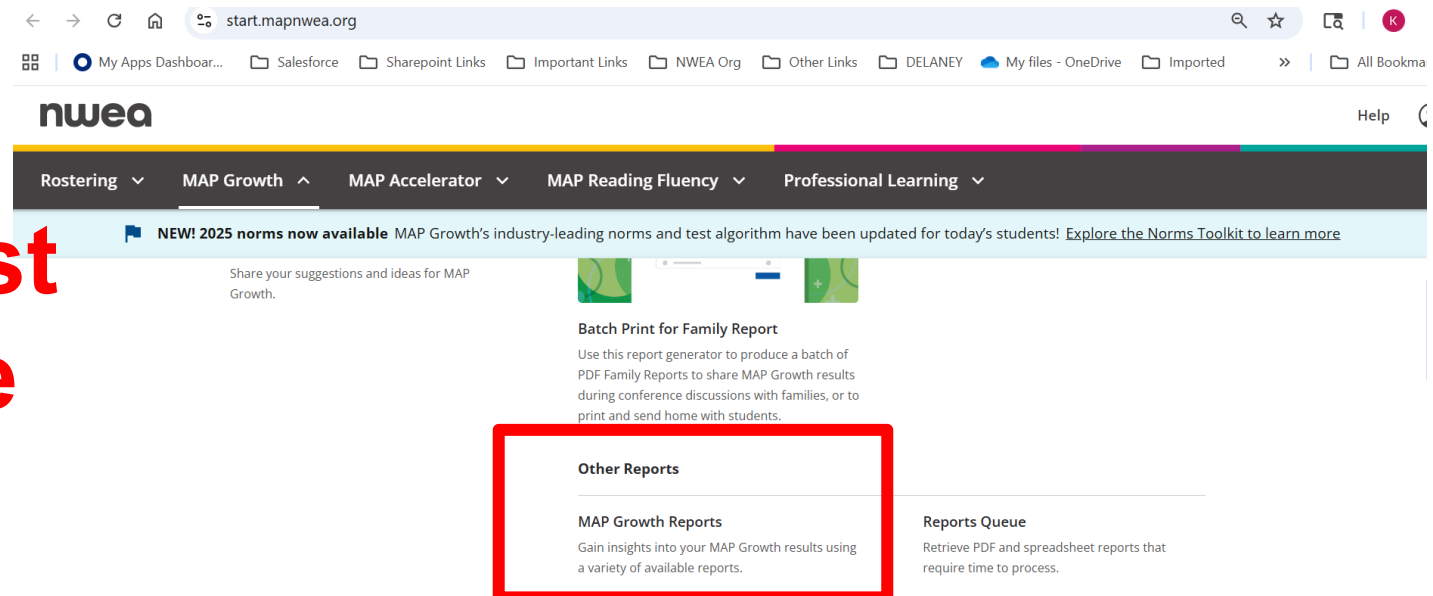 start.mapnwea.org
K
My Apps Dashboar... Salesforce Sharepoint Links Important Links NWEA Org Other Links DELANEY My files - OneDrive Imported » All Bookma
nwea
Help
Rostering MAP Growth MAP Accelerator MAP Reading Fluency Professional Learning
NEW! 2025 norms now available MAP Growth's industry-leading norms and test algorithm have been updated for today's students! Explore the Norms Toolkit to learn more
st
Share your suggestions and ideas for MAP
Growth.
e
Batch Print for Family Report
Use this report generator to produce a batch of
PDF Family Reports to share MAP Growth results
during conference discussions with families, or to
print and send home with students.
Other Reports
MAP Growth Reports
Gain insights into your MAP Growth results using
a variety of available reports.
Reports Queue
Retrieve PDF and spreadsheet reports that
require time to process.